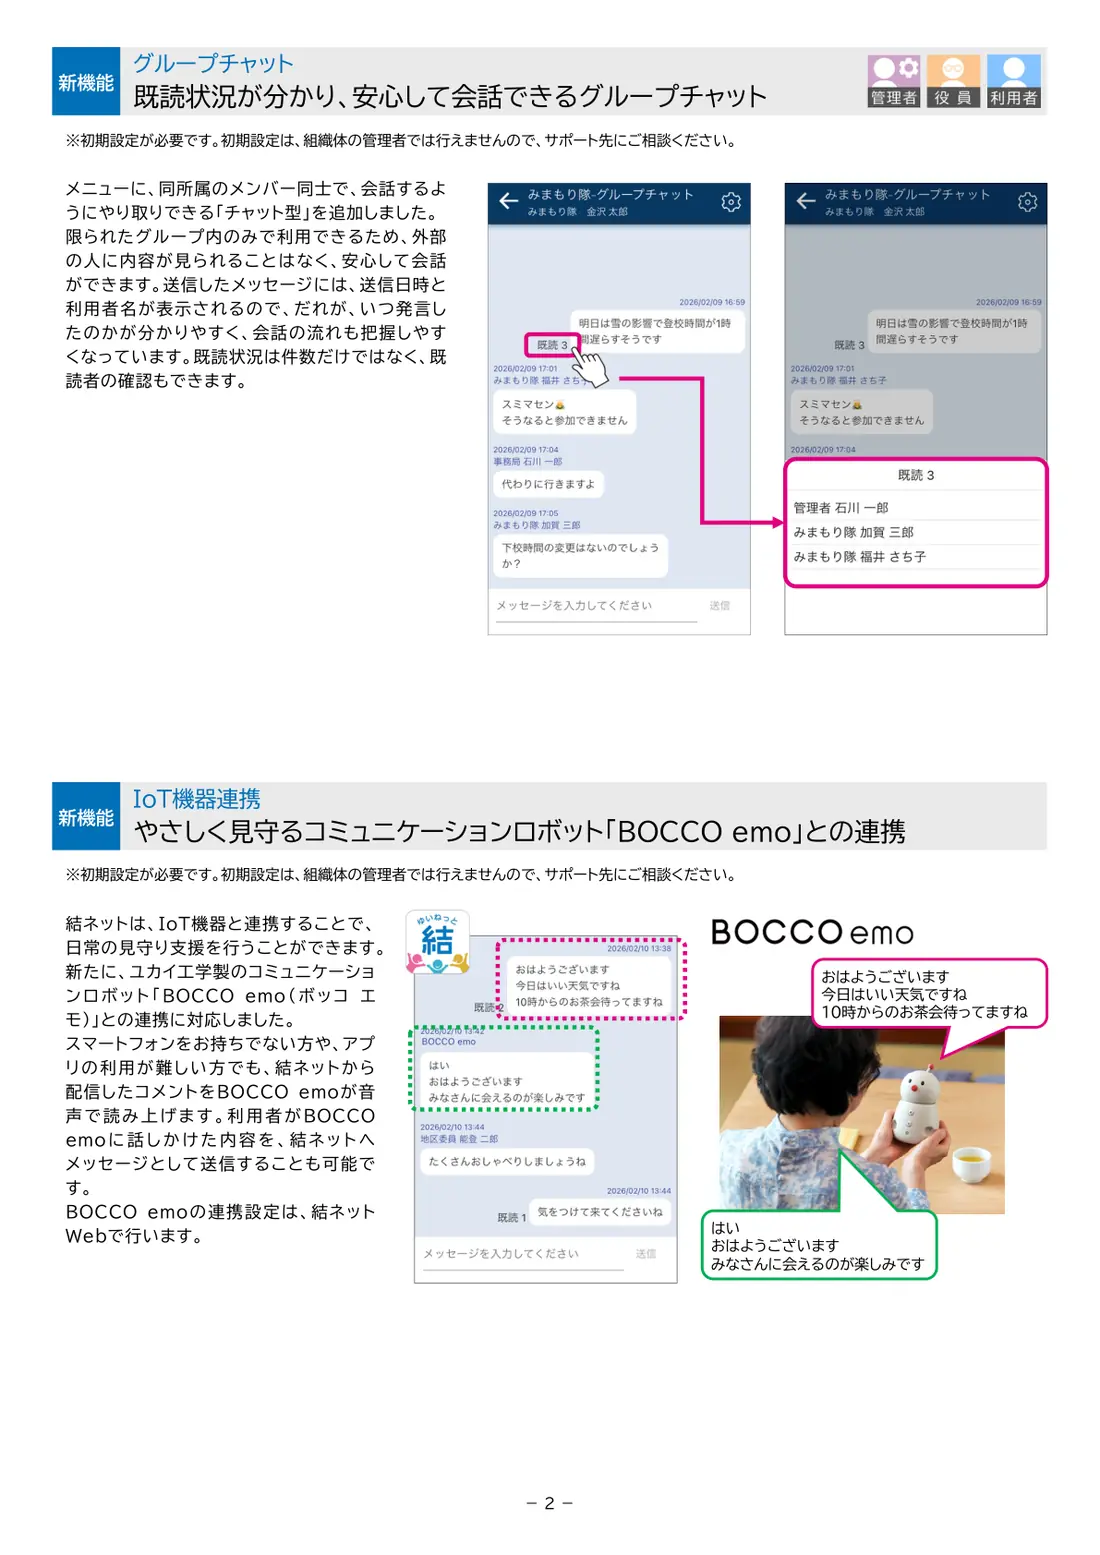 新機能
グループチャット
既読状況が分かり、安心して会話できるグループチャット
管理者
役員
利用者
※初期設定が必要です。初期設定は、組織体の管理者では行えませんので、サポート先にご相談ください。
メニューに、同所属のメンバー同士で、会話するよ
うにやり取りできる「チャット型」を追加しました。
限られたグループ内のみで利用できるため、外部
の人に内容が見られることはなく、安心して会話
ができます。送信したメッセージには、送信日時と
利用者名が表示されるので、だれが、いつ発言し
たのかが分かりやすく、会話の流れも把握しやす
くなっています。既読状況は件数だけではなく、既
読者の確認もできます。
みまもり隊-グループチャット
みまもり隊 金沢 太郎
2026/02/09 16:59
明日は雪の影響で登校時間が1時
間遅らすそうです
既読 3
2026/02/09 17:01
みまもり隊 福井 さち子
スミマセン🙇
そうなると参加できません
2026/02/09 17:04
事務局 石川 一郎
代わりに行きますよ
2026/02/09 17:05
みまもり隊 加賀 三郎
下校時間の変更はないのでしょう
か？
メッセージを入力してください
送信
みまもり隊-グループチャット
みまもり隊 金沢 太郎
2026/02/09 16:59
明日は雪の影響で登校時間が1時
間遅らすそうです
既読 3
2026/02/09 17:01
みまもり隊 福井 さち子
スミマセン🙇
そうなると参加できません
2026/02/09 17:04
既読 3
管理者 石川 一郎
みまもり隊 加賀 三郎
みまもり隊 福井 さち子
新機能
IoT機器連携
やさしく見守るコミュニケーションロボット「BOCCO emo」との連携
※初期設定が必要です。初期設定は、組織体の管理者では行えませんので、サポート先にご相談ください。
結ネットは、IoT機器と連携することで、
日常の見守り支援を行うことができます。
新たに、ユカイ工学製のコミュニケーショ
ンロボット「BOCCO emo（ボッコ エ
モ）」との連携に対応しました。
スマートフォンをお持ちでない方や、アプ
リの利用が難しい方でも、結ネットから
配信したコメントをBOCCO emoが音
声で読み上げます。利用者がBOCCO
emoに話しかけた内容を、結ネットへ
メッセージとして送信することも可能で
す。
BOCCO emoの連携設定は、結ネット
Webで行います。
ゆいねっと
結
2026/02/10 13:38
おはようございます
今日はいい天気ですね
10時からのお茶会待ってますね
既読 2
2026/02/10 13:42
BOCCO emo
はい
おはようございます
みなさんに会えるのが楽しみです
2026/02/10 13:44
地区委員 能登 二郎
たくさんおしゃべりしましょうね
2026/02/10 13:44
気をつけて来てくださいね
既読 1
メッセージを入力してください
送信
BOCCO emo
おはようございます
今日はいい天気ですね
10時からのお茶会待ってますね
はい
おはようございます
みなさんに会えるのが楽しみです
－ 2 －